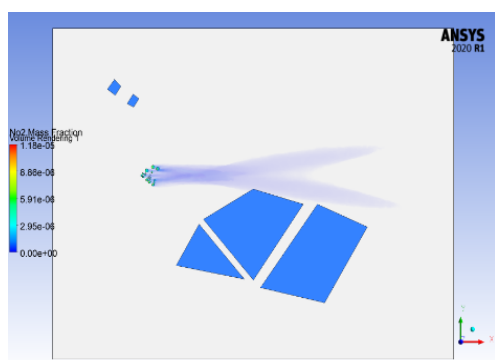 ANSYS
2020 R1
No2.Mass Fraction
Volume Rendering 1
1.18e-05
8.86e-06
5.91e-06
2.95e-06
0.00e+00
Y
X